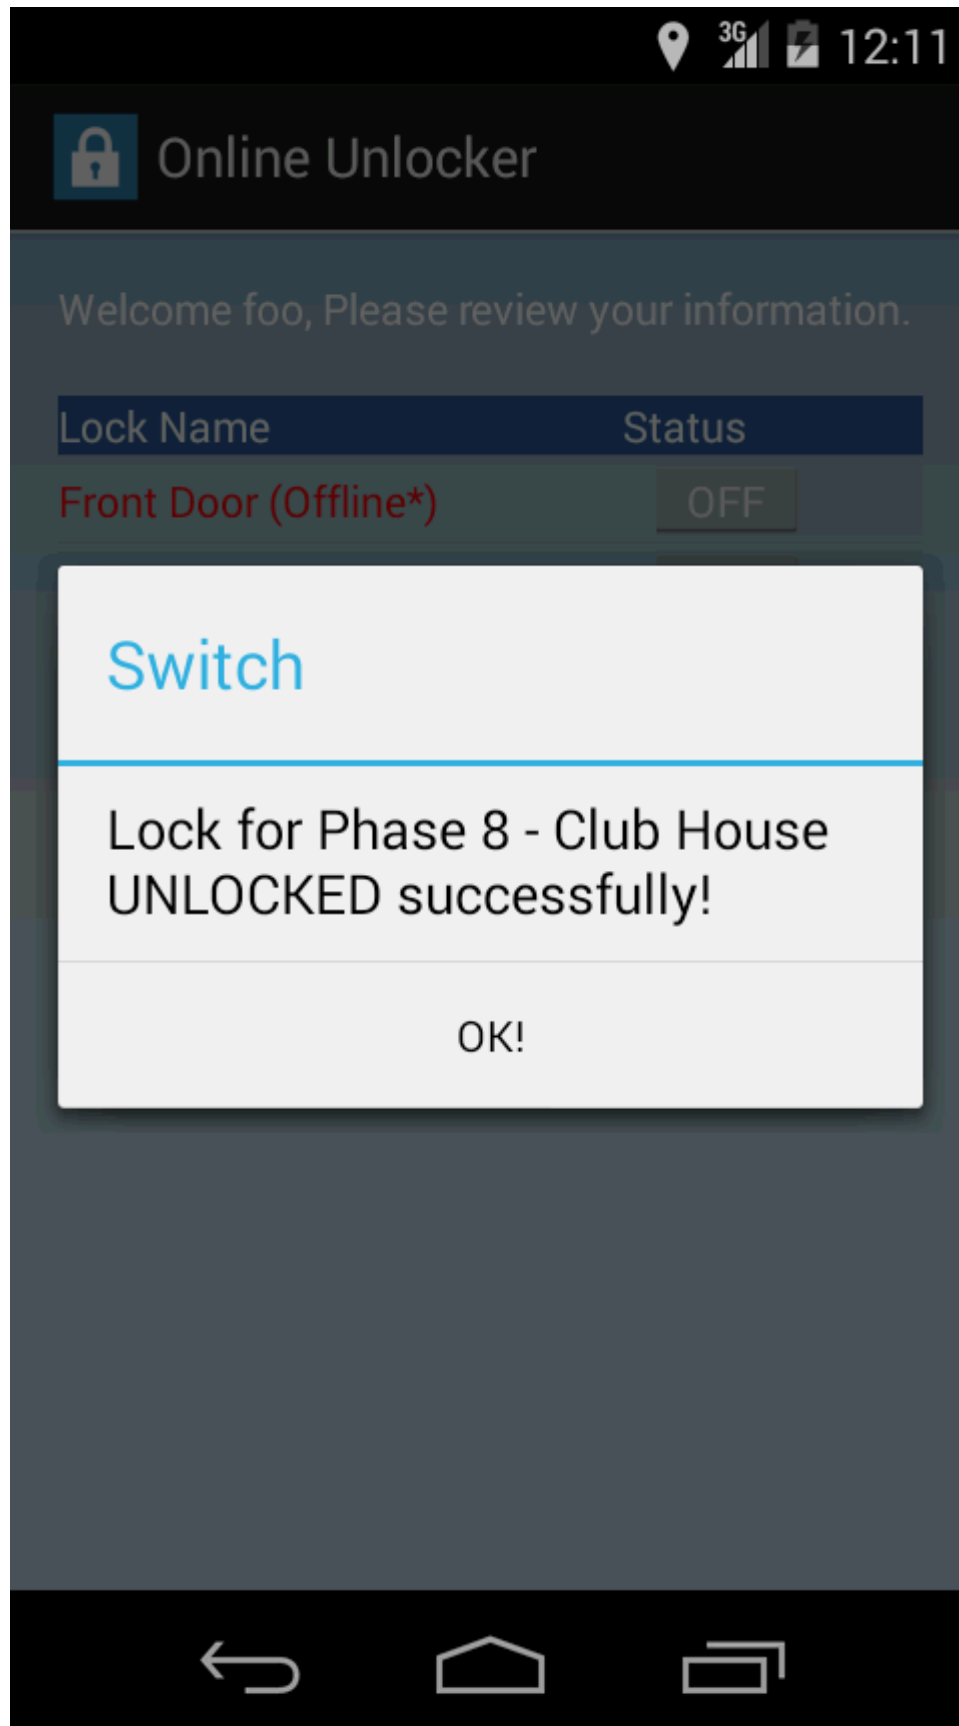 3G 12:11
Online Unlocker
Welcome foo, Please review your information.
Lock Name Status
Front Door (Offline*) OFF
Switch
Lock for Phase 8 - Club House
UNLOCKED successfully!
OK!